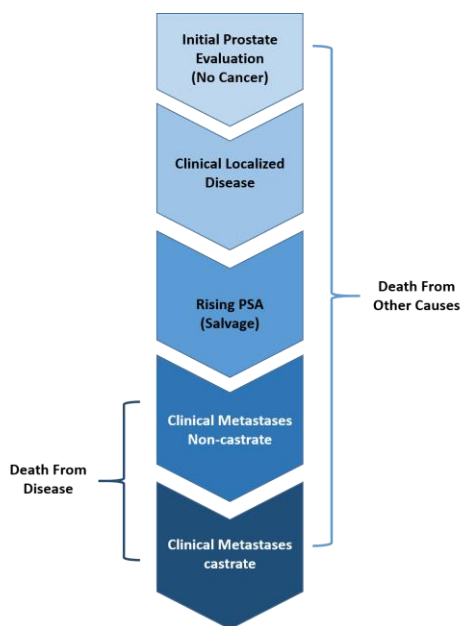 Initial Prostate
Evaluation
(No Cancer)
Clinical Localized
Disease
Rising PSA
(Salvage)
Death From
Other Causes
Clinical Metastases
Non-castrate
Death From
Disease
Clinical Metastases
castrate